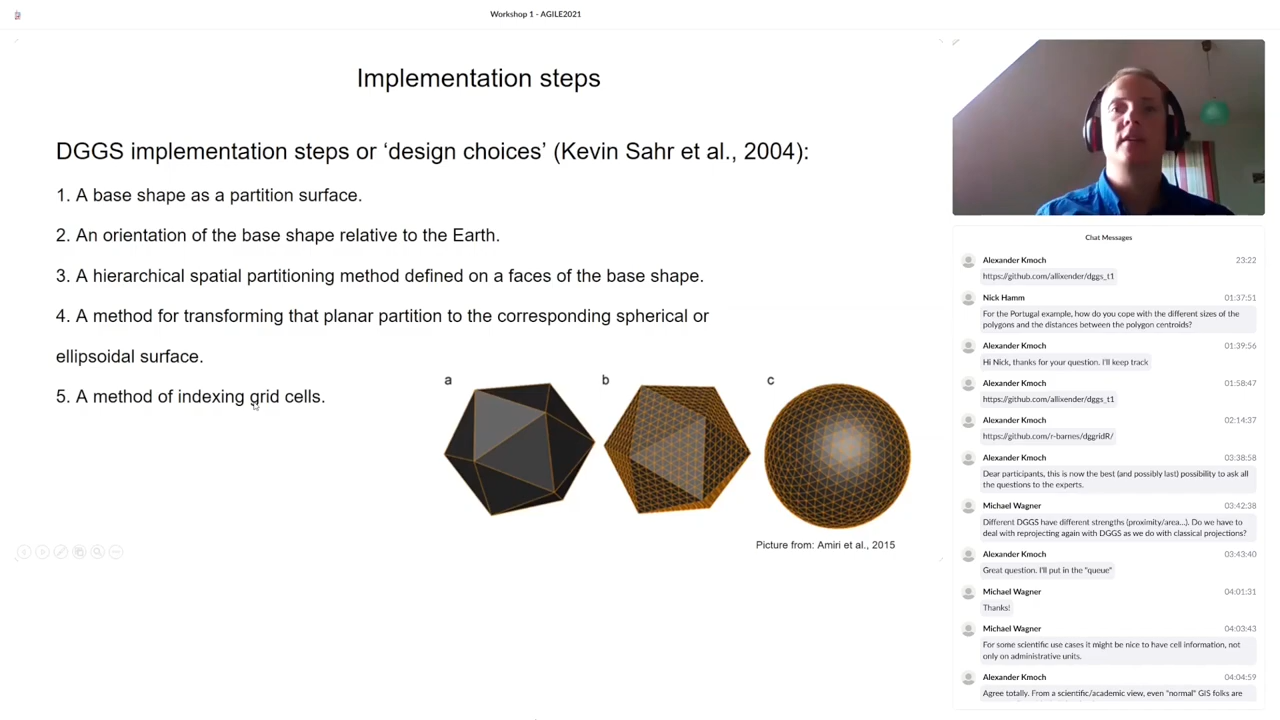 Workshop 1 - AGILE2021
Implementation steps
DGGS implementation steps or ‘design choices’ (Kevin Sahr et al., 2004):
1. A base shape as a partition surface.
2. An orientation of the base shape relative to the Earth.
3. A hierarchical spatial partitioning method defined on a faces of the base shape.
4. A method for transforming that planar partition to the corresponding spherical or
ellipsoidal surface.
5. A method of indexing grid cells.
a
b
c
Picture from: Amiri et al., 2015
Chat Messages
Alexander Kmoch 23:22
https://github.com/allixender/dggs_t1
Nick Hamm 01:37:51
For the Portugal example, how do you cope with the different sizes of the
polygons and the distances between the polygon centroids?
Alexander Kmoch 01:39:56
Hi Nick, thanks for your question. I'll keep track
Alexander Kmoch 01:58:47
https://github.com/allixender/dggs_t1
Alexander Kmoch 02:14:37
https://github.com/r-barnes/dggridR/
Alexander Kmoch 03:38:58
Dear participants, this is now the best (and possibly last) possibility to ask all
the questions to the experts.
Michael Wagner 03:42:38
Different DGGS have different strengths (proximity/area...). Do we have to
deal with reprojecting again with DGGS as we do with classical projections?
Alexander Kmoch 03:43:40
Great question. I'll put in the "queue"
Michael Wagner 04:01:31
Thanks!
Michael Wagner 04:03:43
For some scientific use cases it might be nice to have cell information, not
only on administrative units.
Alexander Kmoch 04:04:59
Agree totally. From a scientific/academic view, even "normal" GIS folks are